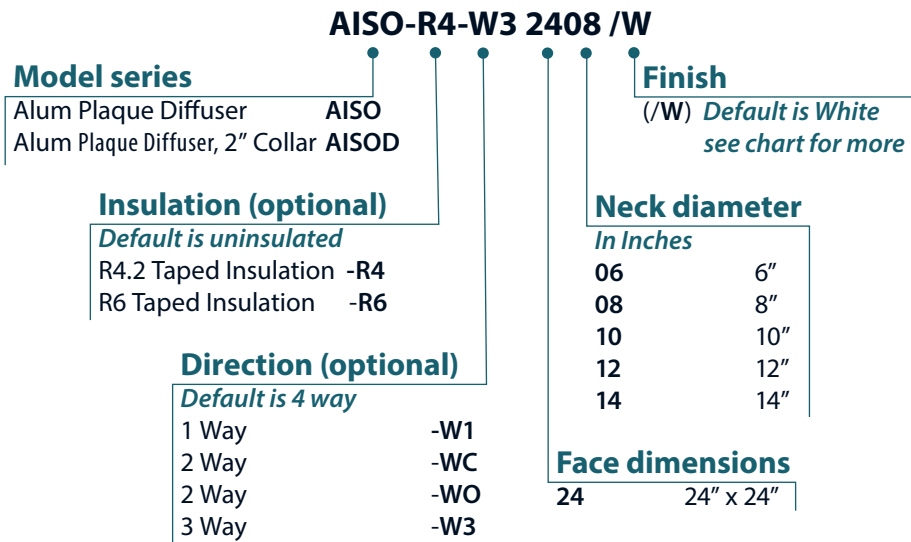 AISO-R4-W3 2408 /W
Model series
Alum Plaque Diffuser AISO
Alum Plaque Diffuser, 2” Collar AISOD
Finish
(/W) Default is White
see chart for more
Insulation (optional)
Default is uninsulated
R4.2 Taped Insulation -R4
R6 Taped Insulation -R6
Neck diameter
In Inches
06 6”
08 8”
10 10”
12 12”
14 14”
Direction (optional)
Default is 4 way
1 Way -W1
2 Way -WC
2 Way -WO
3 Way -W3
Face dimensions
24 24” x 24”